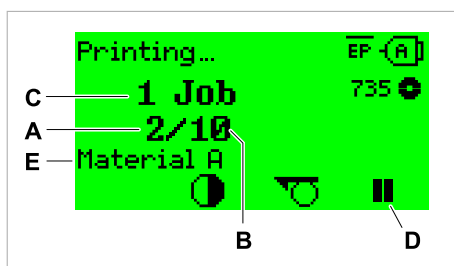 Printing...
EP A
C
1 Job
735
A
2/10
E
Material A
B
D